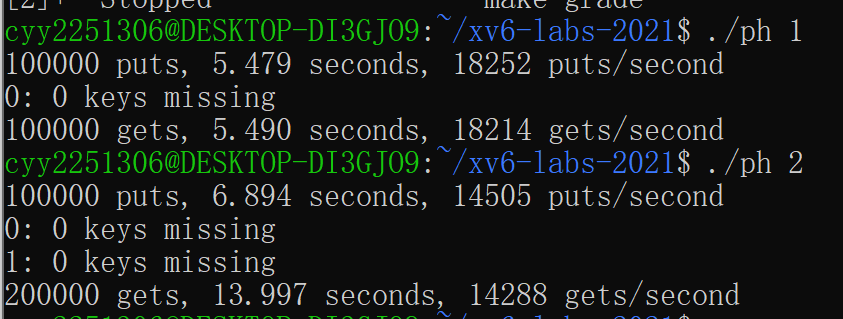 [2]+  Stopped                 make grade
cyy2251306@DESKTOP-DI3GJO9:~/xv6-labs-2021$ ./ph 1
100000 puts, 5.479 seconds, 18252 puts/second
0: 0 keys missing
100000 gets, 5.490 seconds, 18214 gets/second
cyy2251306@DESKTOP-DI3GJO9:~/xv6-labs-2021$ ./ph 2
100000 puts, 6.894 seconds, 14505 puts/second
0: 0 keys missing
1: 0 keys missing
200000 gets, 13.997 seconds, 14288 gets/second